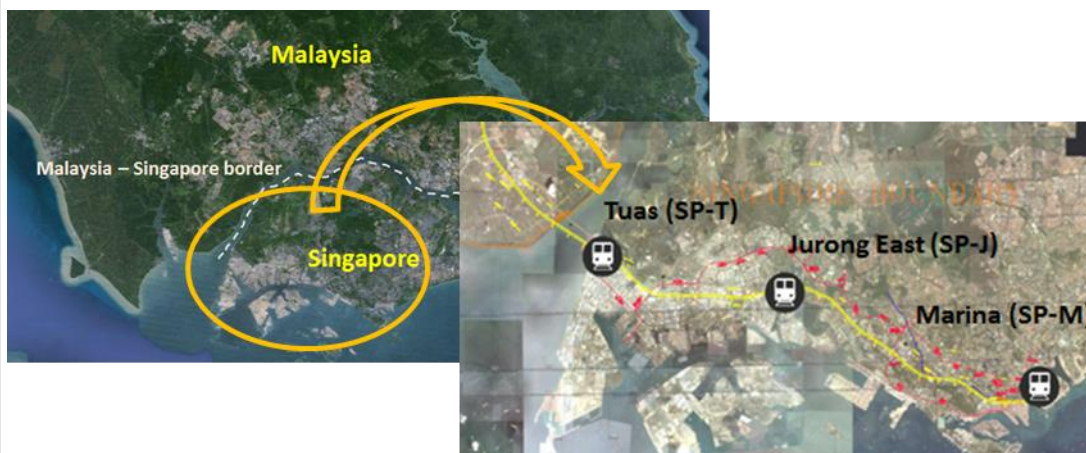 Malaysia
Malaysia – Singapore border
Singapore
SINGAPORE BOUNDARY
Tuas (SP-T)
Jurong East (SP-J)
Marina (SP-M)